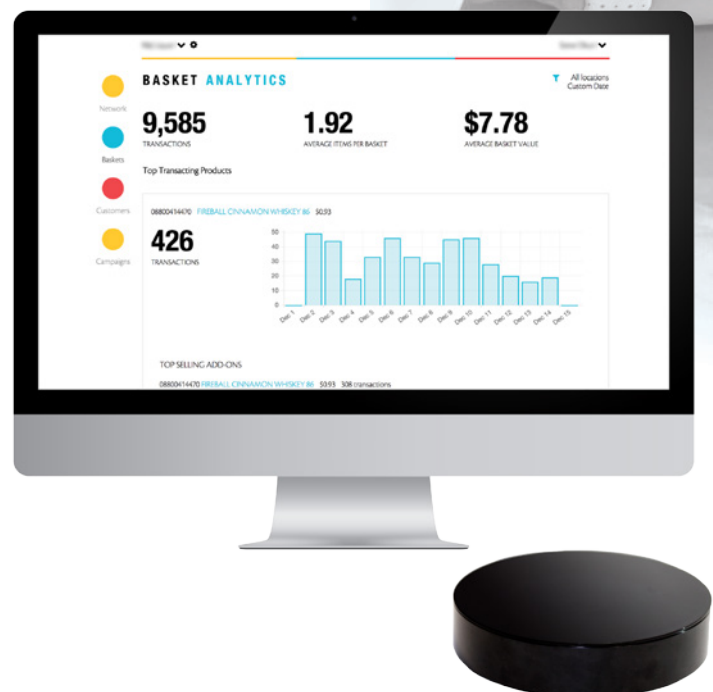 BASKET ANALYTICS
All locations
Custom Date
Network
9,585
TRANSACTIONS
1.92
AVERAGE ITEMS PER BASKET
$7.78
AVERAGE BASKET VALUE
Baskets
Top Transacting Products
Customers
08800414470 FIREBALL CINNAMON WHISKEY 86 $0.93
426
TRANSACTIONS
Campaigns
50
40
30
20
10
0
Dec 1 Dec 2 Dec 3 Dec 4 Dec 5 Dec 6 Dec 7 Dec 8 Dec 9 Dec 10 Dec 11 Dec 12 Dec 13 Dec 14 Dec 15
TOP SELLING ADD-ONS
08800414470 FIREBALL CINNAMON WHISKEY 86 $0.93 308 transactions